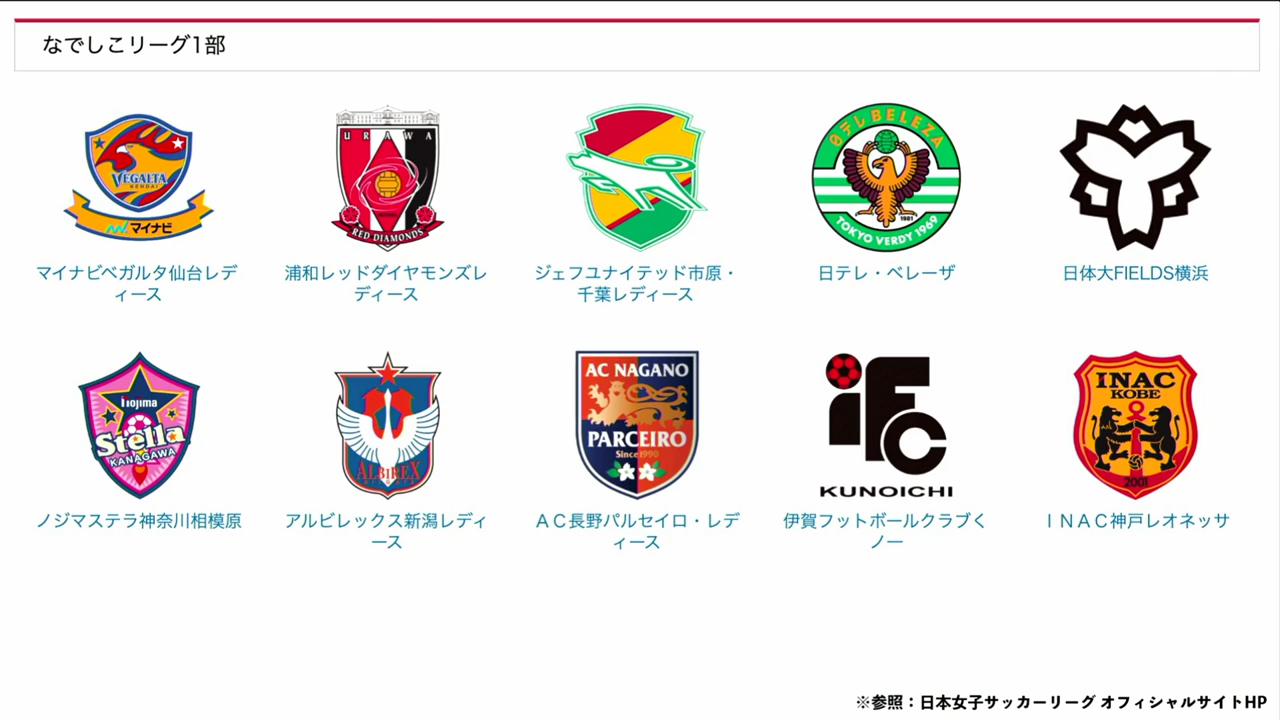 なでしこリーグ1部
VEGALTA
SENDAI
マイナビ
URAWA
RED DIAMONDS
日テレ BELEZA
1981
TOKYO VERDY 1969
マイナビベガルタ仙台レデ
ィース
浦和レッドダイヤモンズレ
ディース
ジェフユナイテッド市原・
千葉レディース
日テレ・ベレーザ
日体大FIELDS横浜
nojima
Stella
KANAGAWA
ALBIREX
AC NAGANO
PARCEIRO
Since1990
iFC
KUNOICHI
INAC
KOBE
2001
ノジマステラ神奈川相模原
アルビレックス新潟レディ
ース
ＡＣ長野パルセイロ・レデ
ィース
伊賀フットボールクラブく
ノ一
ＩＮＡＣ神戸レオネッサ
※参照：日本女子サッカーリーグ オフィシャルサイトHP